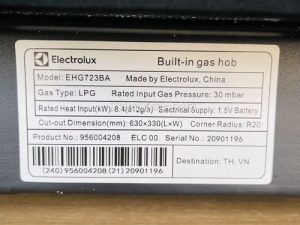 Electrolux Built-in gas hob
Model: EHG723BA Made by Electrolux, China
Gas Type: LPG Rated Input Gas Pressure: 30 mbar
Rated Heat Input(kW): 8.4(612g/h) Electrical Supply: 1.5V Battery
Cut-out Dimension(mm): 630×330(L×W) Corner Radius: R20
Product No.: 956004208 ELC 00 Serial No.: 20901196
Destination: TH, VN
(240) 956004208 (21) 20901196